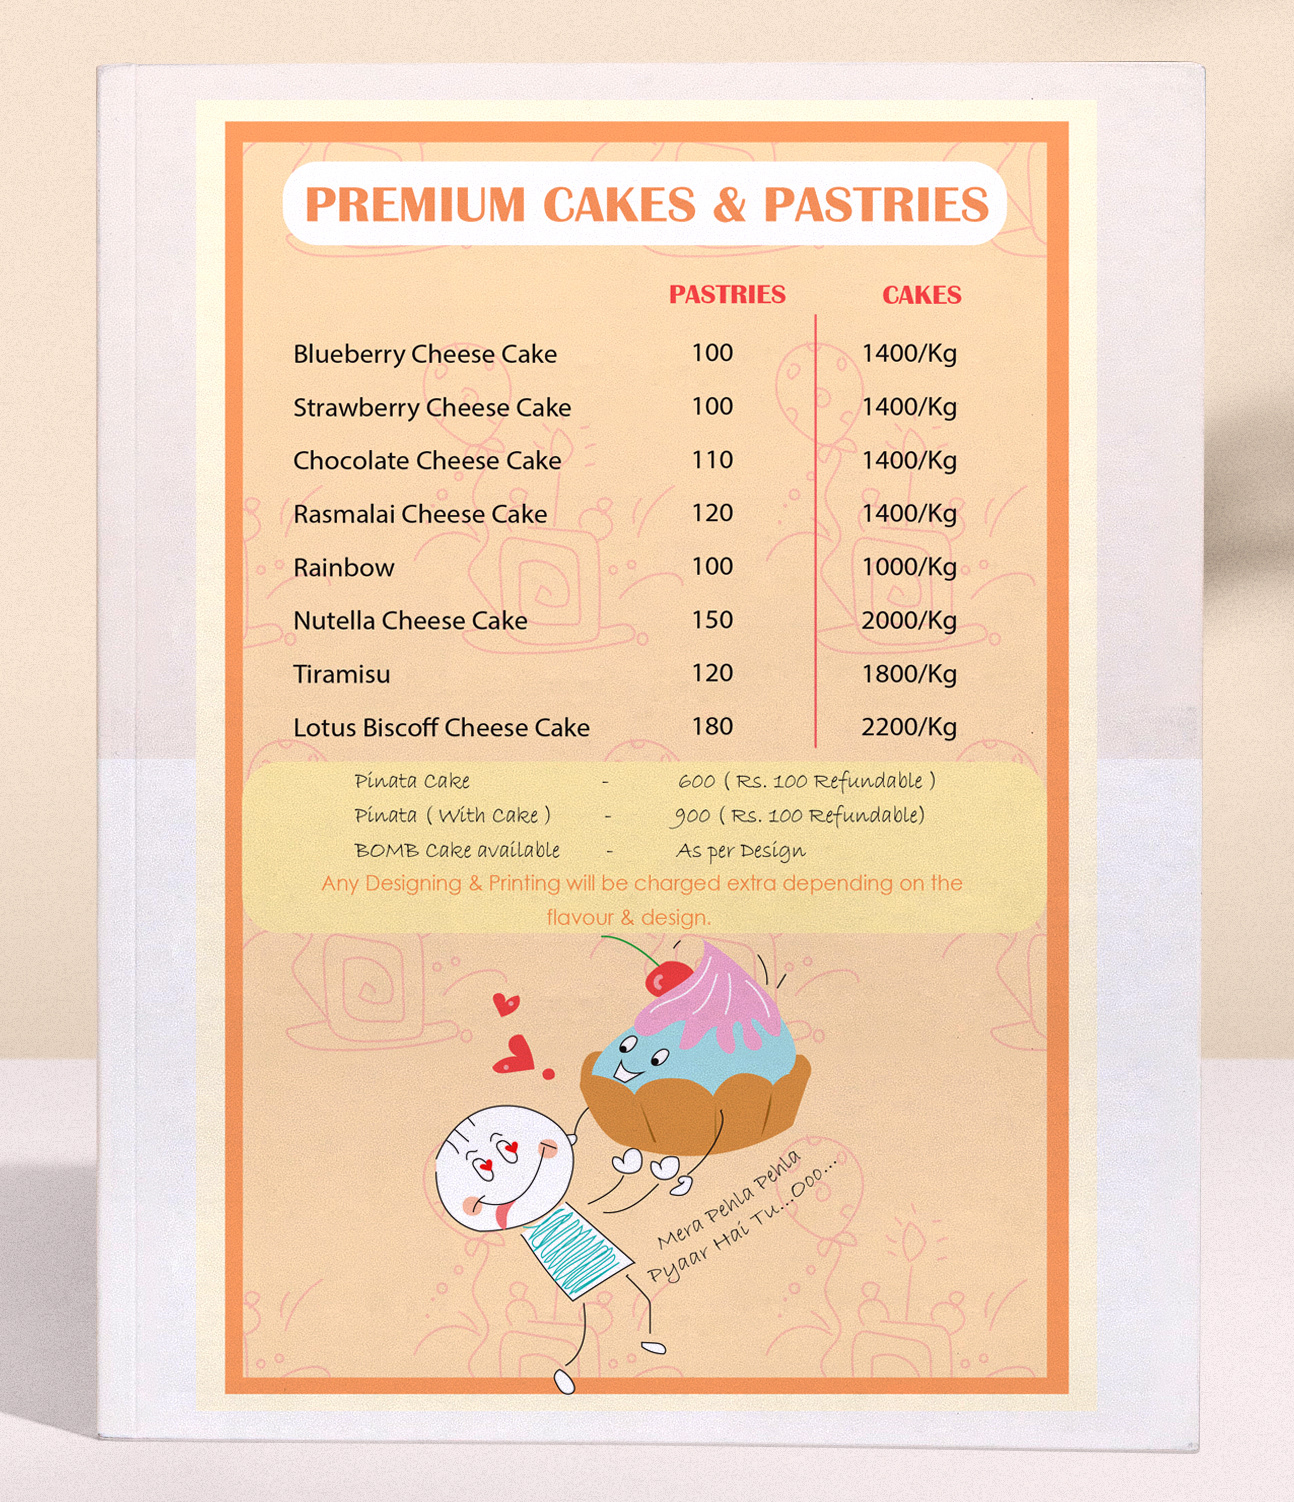 PREMIUM CAKES & PASTRIES
PASTRIES CAKES
Blueberry Cheese Cake 100 1400/Kg
Strawberry Cheese Cake 100 1400/Kg
Chocolate Cheese Cake 110 1400/Kg
Rasmalai Cheese Cake 120 1400/Kg
Rainbow 100 1000/Kg
Nutella Cheese Cake 150 2000/Kg
Tiramisu 120 1800/Kg
Lotus Biscoff Cheese Cake 180 2200/Kg
Pinata Cake - 600 ( Rs. 100 Refundable )
Pinata ( With Cake ) - 900 ( Rs. 100 Refundable)
BOMB Cake available - As per Design
Any Designing & Printing will be charged extra depending on the
flavour & design.
Mera Pehla Pehla
Pyaar Hai Tu...Ooo...